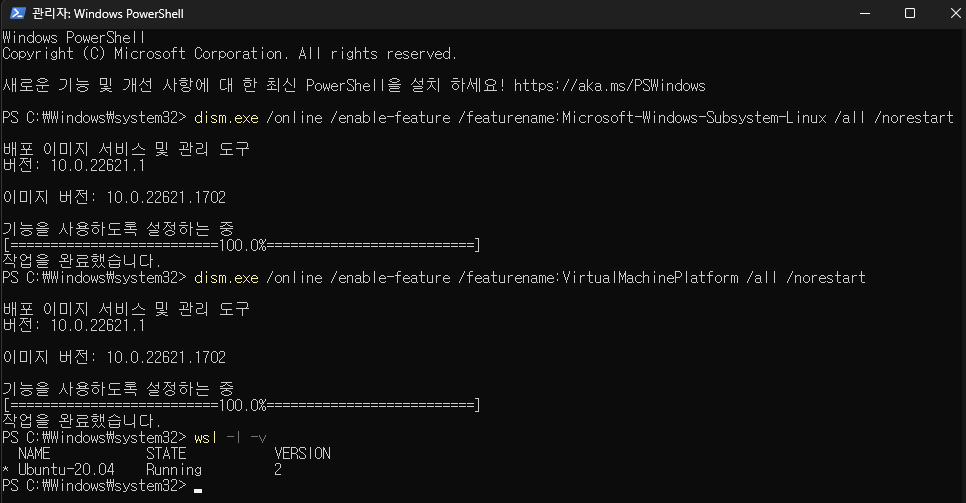 관리자: Windows PowerShell
Windows PowerShell
Copyright (C) Microsoft Corporation. All rights reserved.
새로운 기능 및 개선 사항에 대 한 최신 PowerShell을 설치 하세요! https://aka.ms/PSWindows
PS C:₩Windows₩system32> dism.exe /online /enable-feature /featurename:Microsoft-Windows-Subsystem-Linux /all /norestart
배포 이미지 서비스 및 관리 도구
버전: 10.0.22621.1
이미지 버전: 10.0.22621.1702
기능을 사용하도록 설정하는 중
[==========================100.0%==========================]
작업을 완료했습니다.
PS C:₩Windows₩system32> dism.exe /online /enable-feature /featurename:VirtualMachinePlatform /all /norestart
배포 이미지 서비스 및 관리 도구
버전: 10.0.22621.1
이미지 버전: 10.0.22621.1702
기능을 사용하도록 설정하는 중
[==========================100.0%==========================]
작업을 완료했습니다.
PS C:₩Windows₩system32> wsl -l -v
NAME STATE VERSION
* Ubuntu-20.04 Running 2
PS C:₩Windows₩system32>